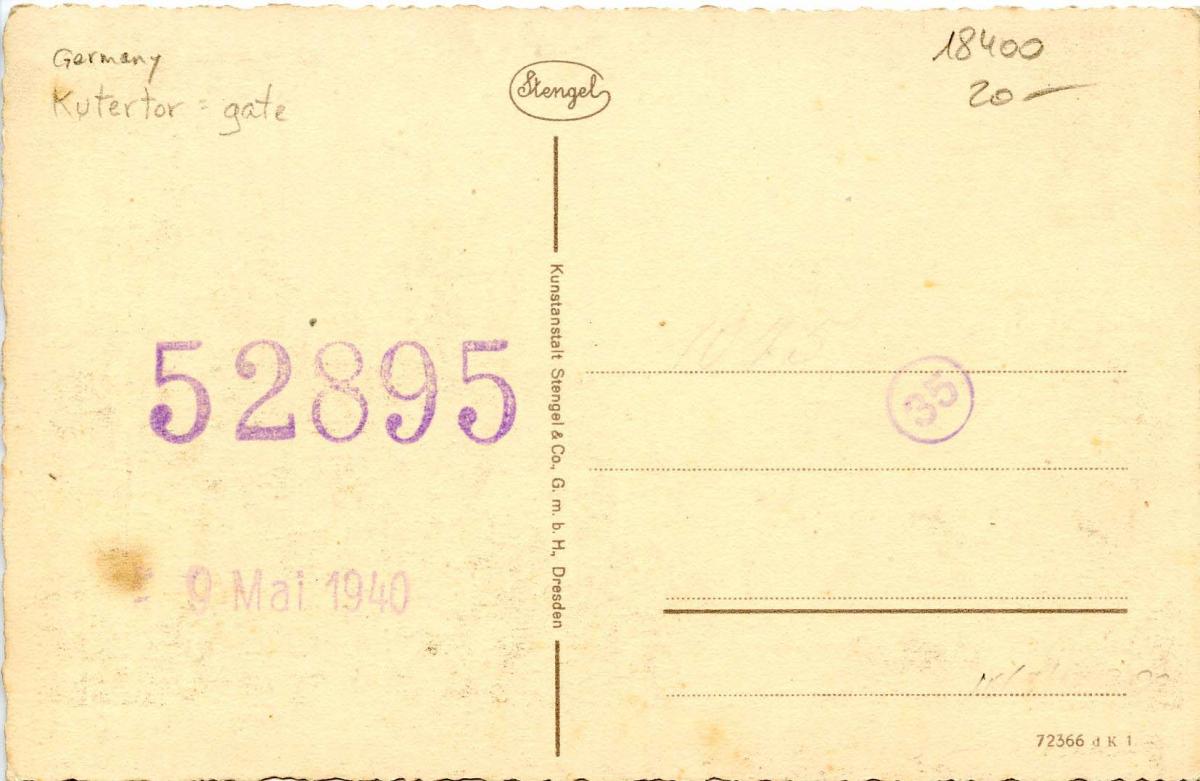 Germany
Kutertor = gate
Stengel
18400
20 —
Kunstanstalt Stengel & Co., G. m. b. H., Dresden
52895
35
- 9 Mai 1940
72366 d K 1